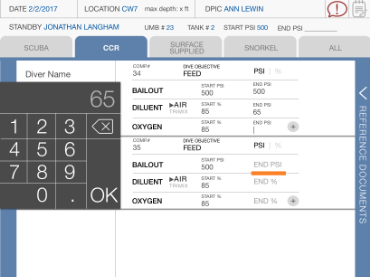 DATE 2/2/2017 LOCATION CW7 max depth: x ft DPIC ANN LEWIN
STANDBY JONATHAN LANGHAM UMB # 23 TANK # 2 START PSI 500 END PSI
SCUBA CCR SURFACE SUPPLIED SNORKEL ALL
Diver Name
COMP# DIVE OBJECTIVE
34 FEED PSI | %
START PSI END PSI
BAILOUT 500 500
START % END PSI
DILUENT ▶AIR 85 65
TRIMIX
START % END PSI
OXYGEN 85
COMP# DIVE OBJECTIVE
35 FEED PSI | %
START PSI
BAILOUT 500 END PSI
START %
DILUENT ▶AIR 85 END %
TRIMIX
START %
OXYGEN 85 END %
65
1 2 3
4 5 6
7 8 9
0 . OK
REFERENCE DOCUMENTS